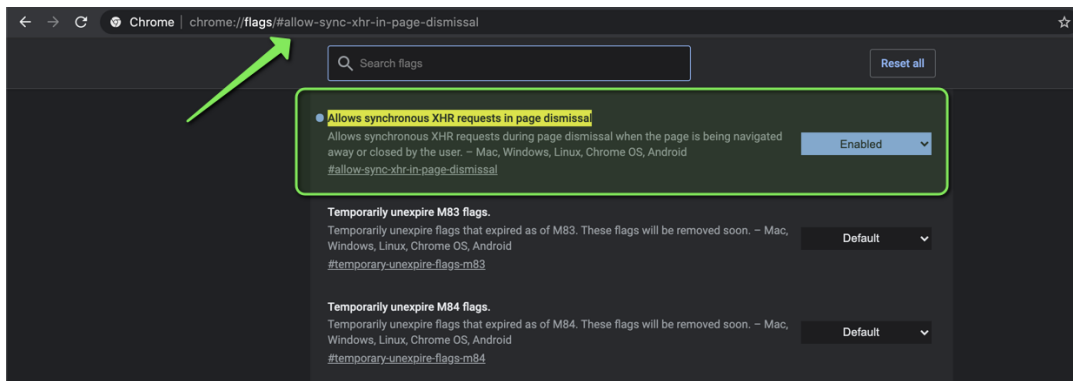 Chrome | chrome://flags/#allow-sync-xhr-in-page-dismissal
Search flags
Reset all
Allows synchronous XHR requests in page dismissal
Allows synchronous XHR requests during page dismissal when the page is being navigated
away or closed by the user. – Mac, Windows, Linux, Chrome OS, Android
#allow-sync-xhr-in-page-dismissal
Enabled
Temporarily unexpire M83 flags.
Temporarily unexpire flags that expired as of M83. These flags will be removed soon. – Mac,
Windows, Linux, Chrome OS, Android
#temporary-unexpire-flags-m83
Default
Temporarily unexpire M84 flags.
Temporarily unexpire flags that expired as of M84. These flags will be removed soon. – Mac,
Windows, Linux, Chrome OS, Android
#temporary-unexpire-flags-m84
Default